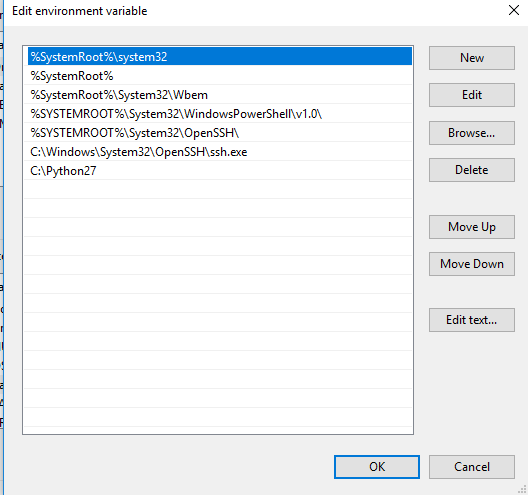 Edit environment variable
%SystemRoot%\system32
%SystemRoot%
%SystemRoot%\System32\Wbem
%SYSTEMROOT%\System32\WindowsPowerShell\v1.0\
%SYSTEMROOT%\System32\OpenSSH\
C:\Windows\System32\OpenSSH\ssh.exe
C:\Python27
New
Edit
Browse...
Delete
Move Up
Move Down
Edit text...
OK
Cancel